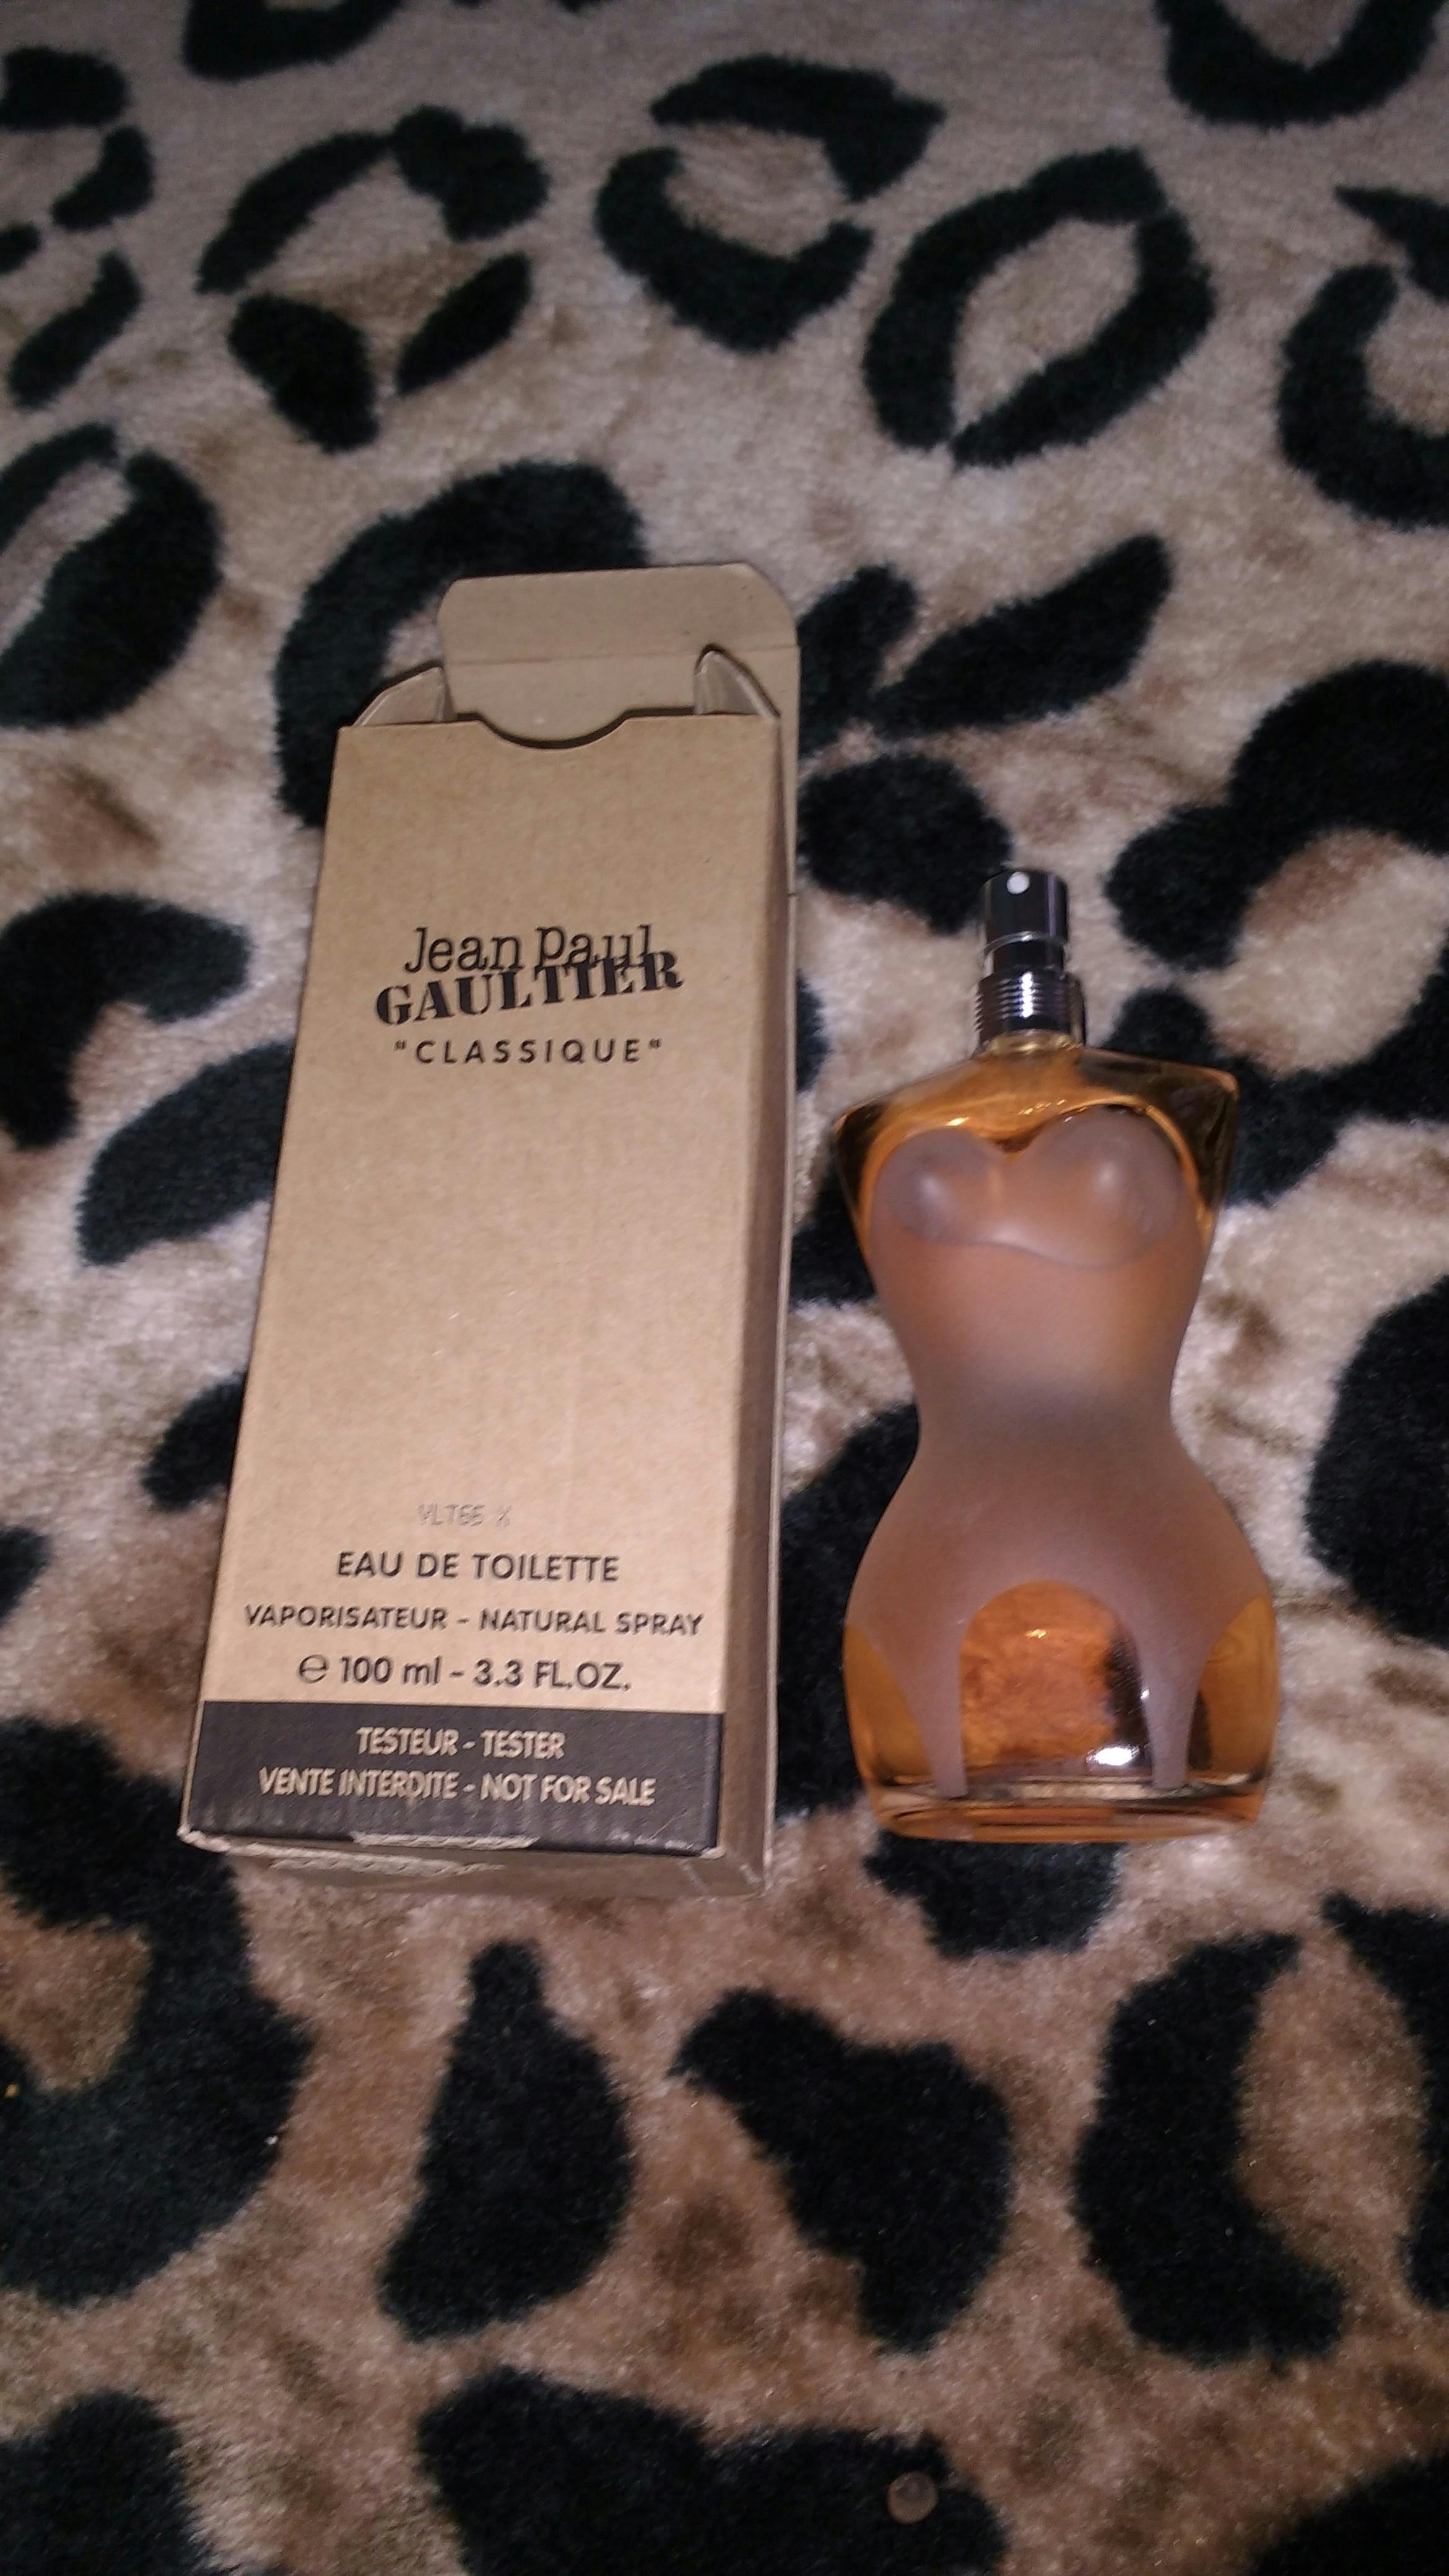 Jean Paul
GAULTIER
"CLASSIQUE"
EAU DE TOILETTE
VAPORISATEUR - NATURAL SPRAY
℮ 100 ml - 3.3 FL.OZ.
TESTEUR - TESTER
VENTE INTERDITE - NOT FOR SALE